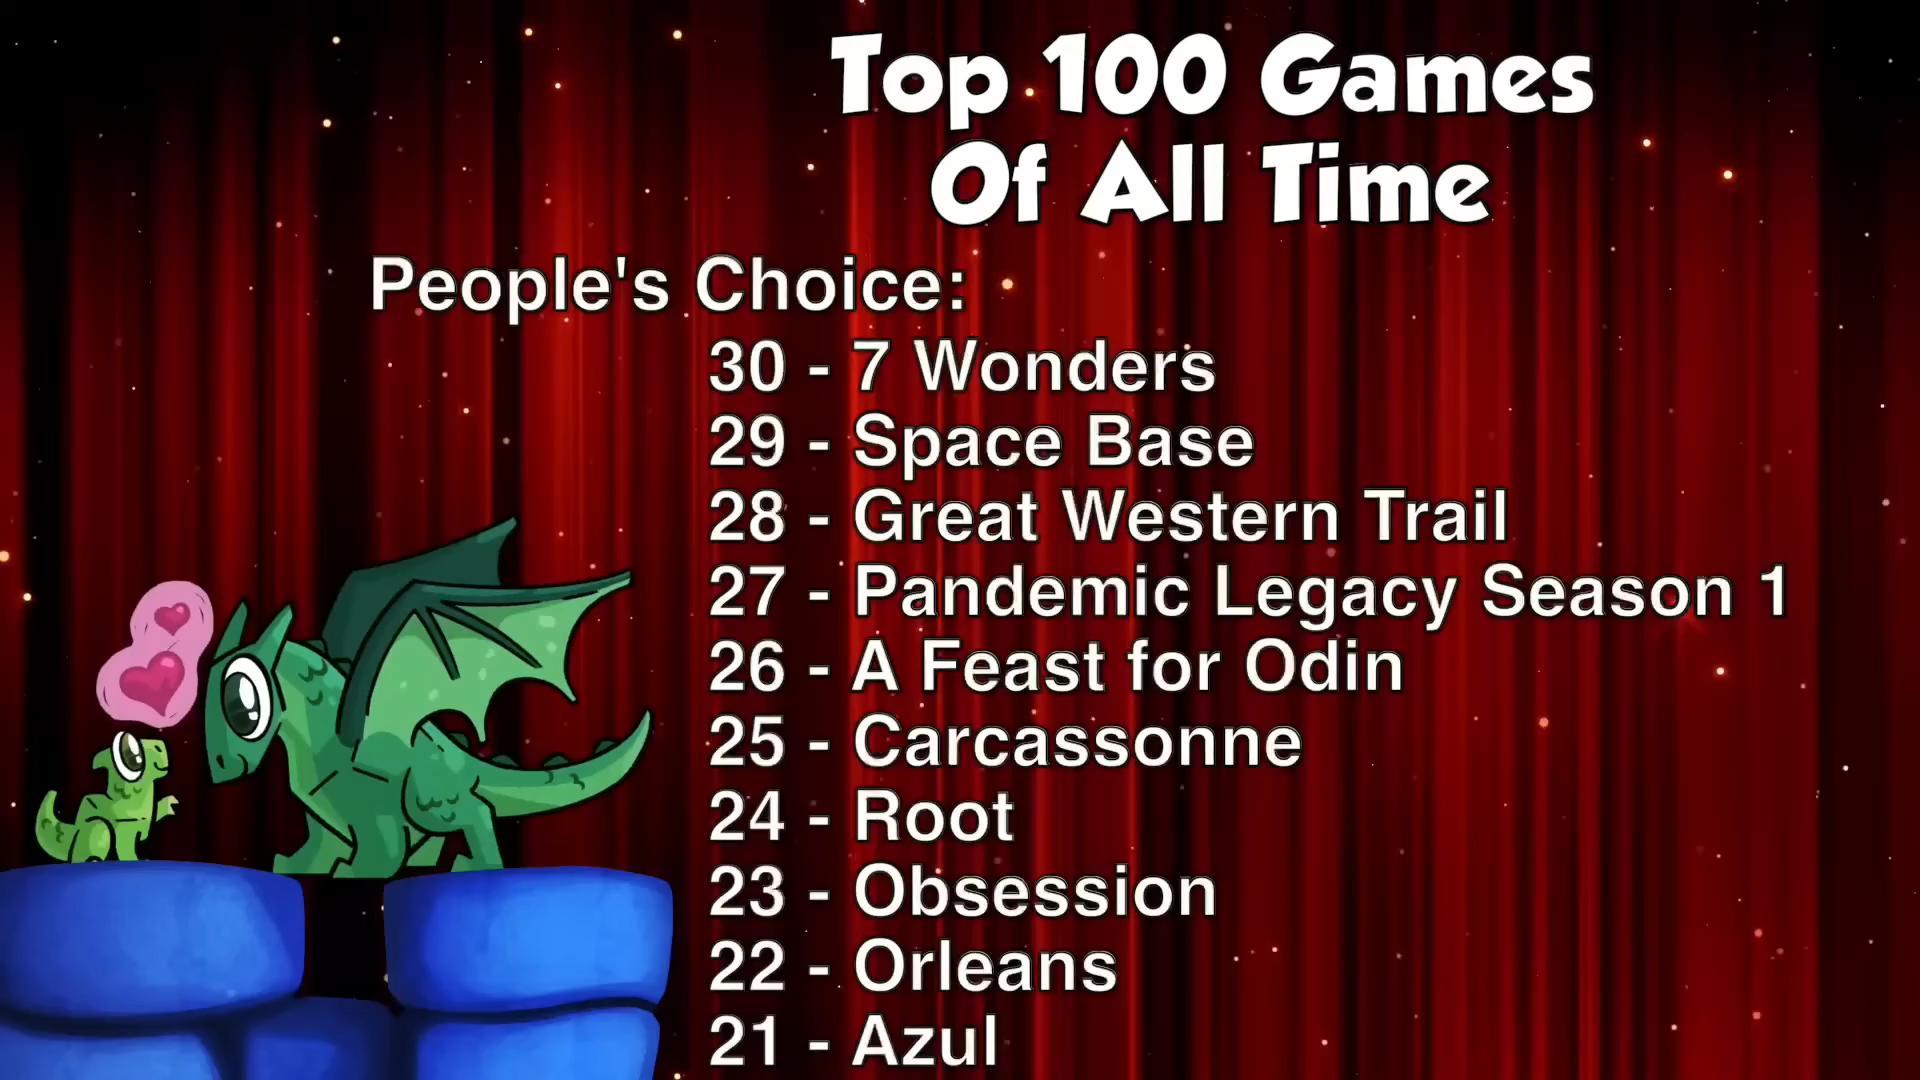 Top 100 Games
Of All Time
People's Choice:
30 - 7 Wonders
29 - Space Base
28 - Great Western Trail
27 - Pandemic Legacy Season 1
26 - A Feast for Odin
25 - Carcassonne
24 - Root
23 - Obsession
22 - Orleans
21 - Azul